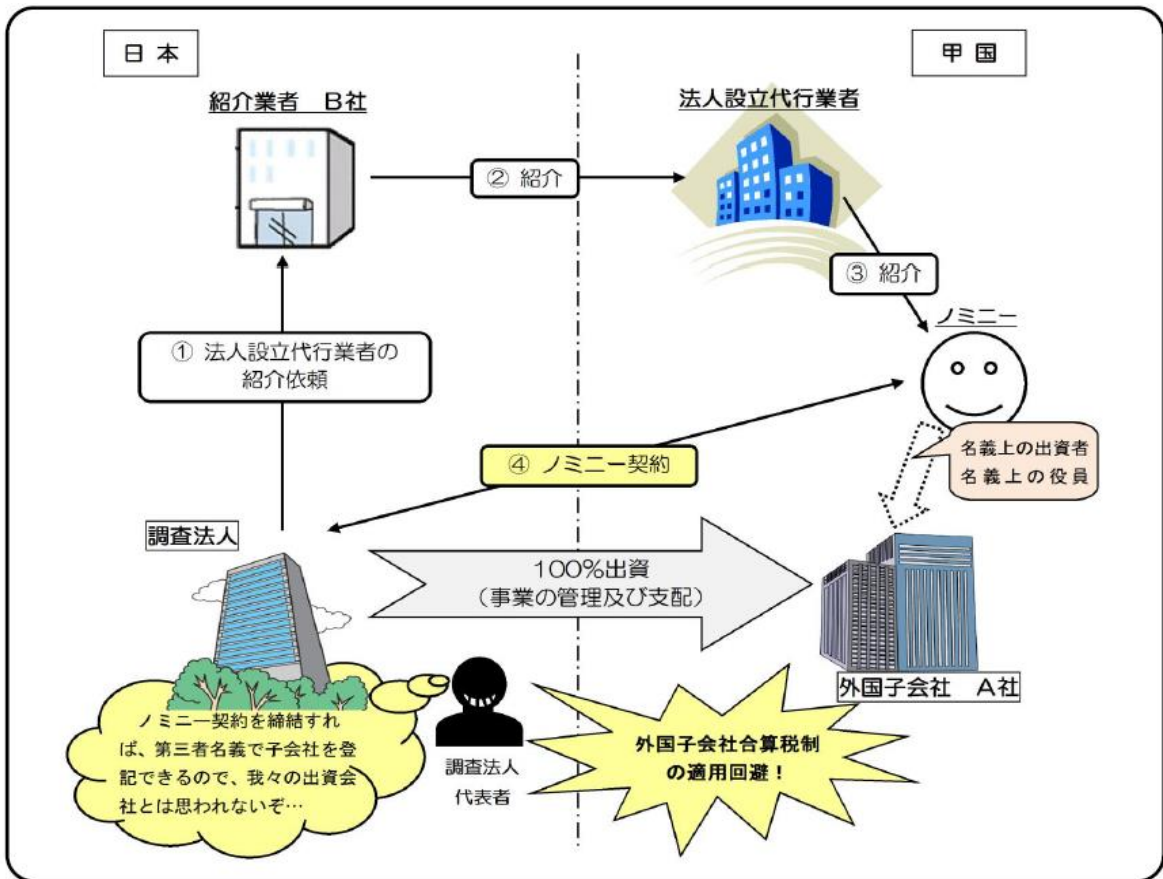 日本
甲国
紹介業者 B社
法人設立代行業者
② 紹介
③ 紹介
ノミニー
① 法人設立代行業者の
紹介依頼
④ ノミニー契約
名義上の出資者
名義上の役員
調査法人
100%出資
(事業の管理及び支配)
外国子会社 A社
ノミニー契約を締結すれ
ば、第三者名義で子会社を登
記できるので、我々の出資会
社とは思われないぞ…
調査法人
代表者
外国子会社合算税制
の適用回避！